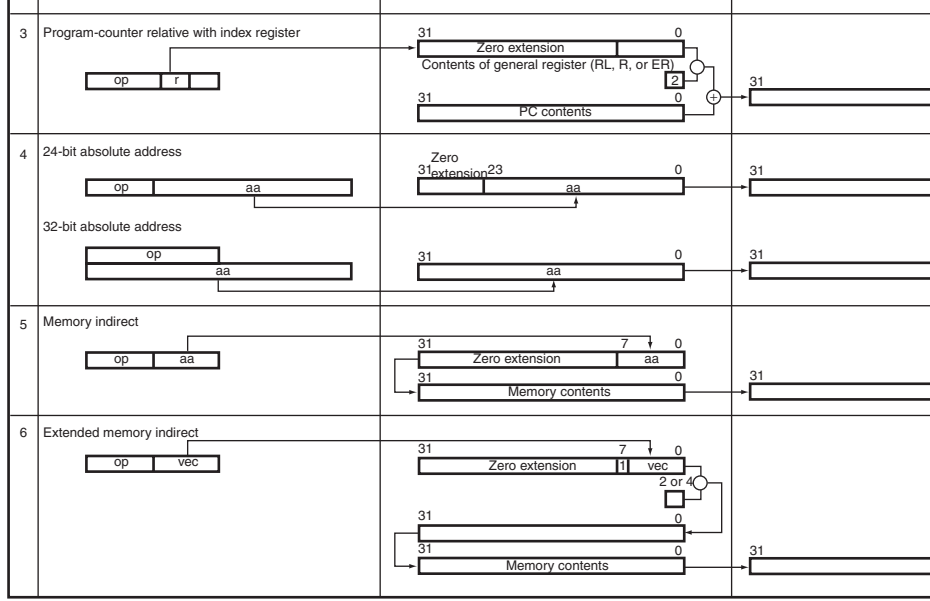 3 Program-counter relative with index register
31 0
Zero extension
Contents of general register (RL, R, or ER)
op r
2
31
31 0
+
PC contents
4 24-bit absolute address
Zero
extension
31 23 0
31
op aa
aa
32-bit absolute address
op
31 0
31
aa
aa
5 Memory indirect
31 7 0
op aa
Zero extension aa
31 0
31
Memory contents
6 Extended memory indirect
31 7 0
op vec
Zero extension 1 vec
2 or 4
31 0
31 0
31
Memory contents